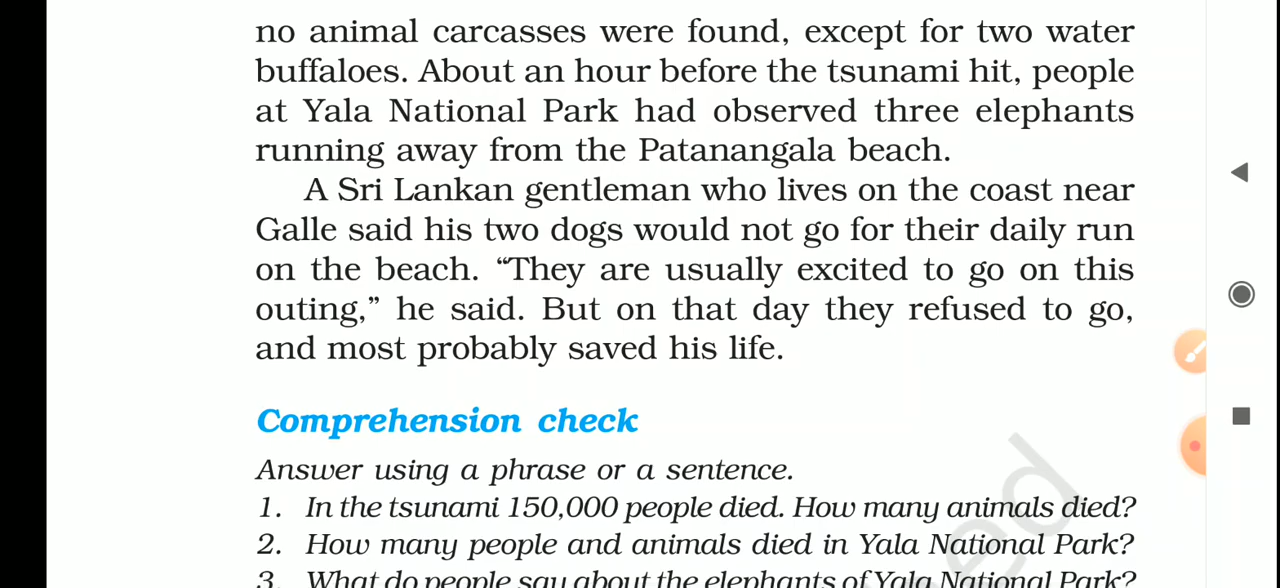 no animal carcasses were found, except for two water
buffaloes. About an hour before the tsunami hit, people
at Yala National Park had observed three elephants
running away from the Patanangala beach.
A Sri Lankan gentleman who lives on the coast near
Galle said his two dogs would not go for their daily run
on the beach. “They are usually excited to go on this
outing,” he said. But on that day they refused to go,
and most probably saved his life.
Comprehension check
Answer using a phrase or a sentence.
1. In the tsunami 150,000 people died. How many animals died?
2. How many people and animals died in Yala National Park?
3. What do people say about the elephants of Yala National Park?